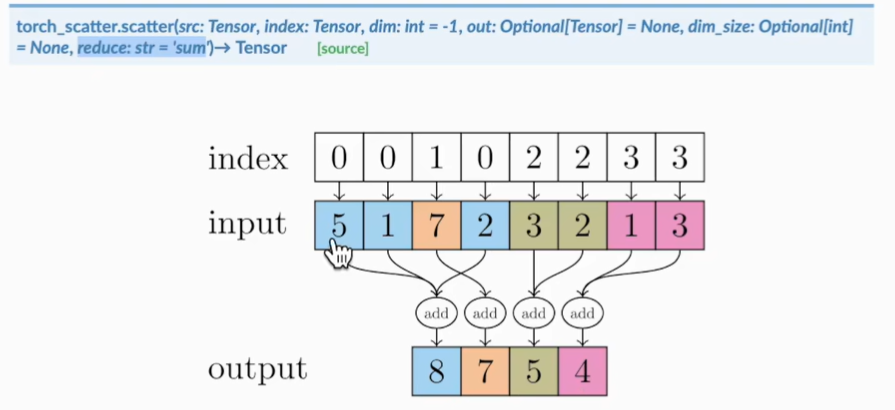 torch_scatter.scatter(src: Tensor, index: Tensor, dim: int = -1, out: Optional[Tensor] = None, dim_size: Optional[int]
= None, reduce: str = 'sum')→ Tensor [source]
index 0 0 1 0 2 2 3 3
input 5 1 7 2 3 2 1 3
add add add add
output 8 7 5 4